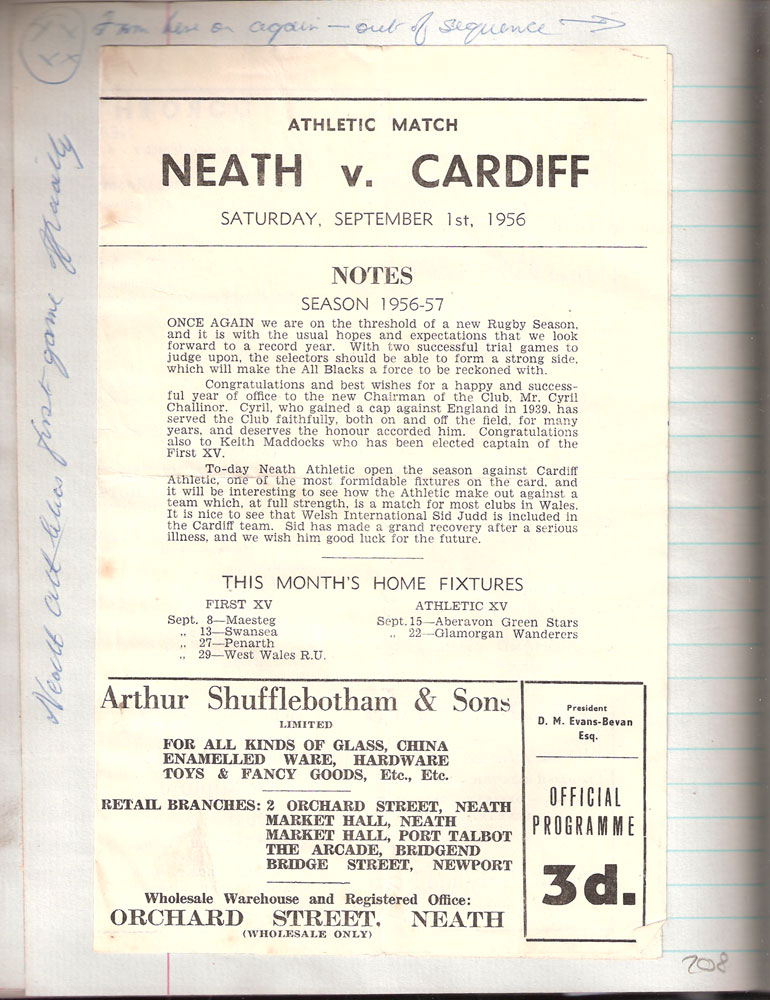 From here on again — out of sequence →
Neath Athletics first game officially
ATHLETIC MATCH
NEATH v. CARDIFF
SATURDAY, SEPTEMBER 1st, 1956
NOTES
SEASON 1956-57
ONCE AGAIN we are on the threshold of a new Rugby Season,
and it is with the usual hopes and expectations that we look
forward to a record year. With two successful trial games to
judge upon, the selectors should be able to form a strong side,
which will make the All Blacks a force to be reckoned with.
Congratulations and best wishes for a happy and success-
ful year of office to the new Chairman of the Club, Mr. Cyril
Challinor. Cyril, who gained a cap against England in 1939, has
served the Club faithfully, both on and off the field, for many
years, and deserves the honour accorded him. Congratulations
also to Keith Maddocks who has been elected captain of the
First XV.
To-day Neath Athletic open the season against Cardiff
Athletic, one of the most formidable fixtures on the card, and
it will be interesting to see how the Athletic make out against a
team which, at full strength, is a match for most clubs in Wales.
It is nice to see that Welsh International Sid Judd is included in
the Cardiff team. Sid has made a grand recovery after a serious
illness, and we wish him good luck for the future.
THIS MONTH'S HOME FIXTURES
FIRST XV
Sept. 8—Maesteg
„ 13—Swansea
„ 27—Penarth
„ 29—West Wales R.U.
ATHLETIC XV
Sept. 15—Aberavon Green Stars
„ 22—Glamorgan Wanderers
Arthur Shufflebotham & Sons
LIMITED
FOR ALL KINDS OF GLASS, CHINA
ENAMELLED WARE, HARDWARE
TOYS & FANCY GOODS, Etc., Etc.
RETAIL BRANCHES: 2 ORCHARD STREET, NEATH
MARKET HALL, NEATH
MARKET HALL, PORT TALBOT
THE ARCADE, BRIDGEND
BRIDGE STREET, NEWPORT
Wholesale Warehouse and Registered Office:
ORCHARD STREET, NEATH
(WHOLESALE ONLY)
President
D. M. Evans-Bevan
Esq.
OFFICIAL
PROGRAMME
3d.
708